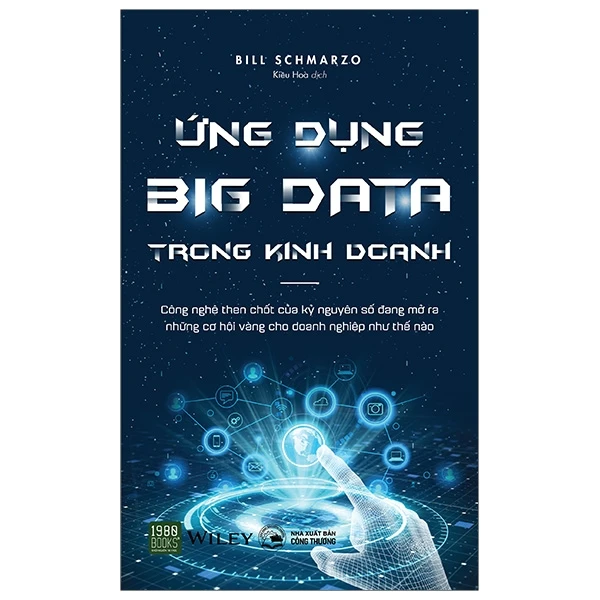 BILL SCHMARZO
Kiều Hoà dịch
ỨNG DỤNG
BIG DATA
TRONG KINH DOANH
Công nghệ then chốt của kỷ nguyên số đang mở ra
những cơ hội vàng cho doanh nghiệp như thế nào
1980
BOOKS
WILEY
NHÀ XUẤT BẢN
CÔNG THƯƠNG